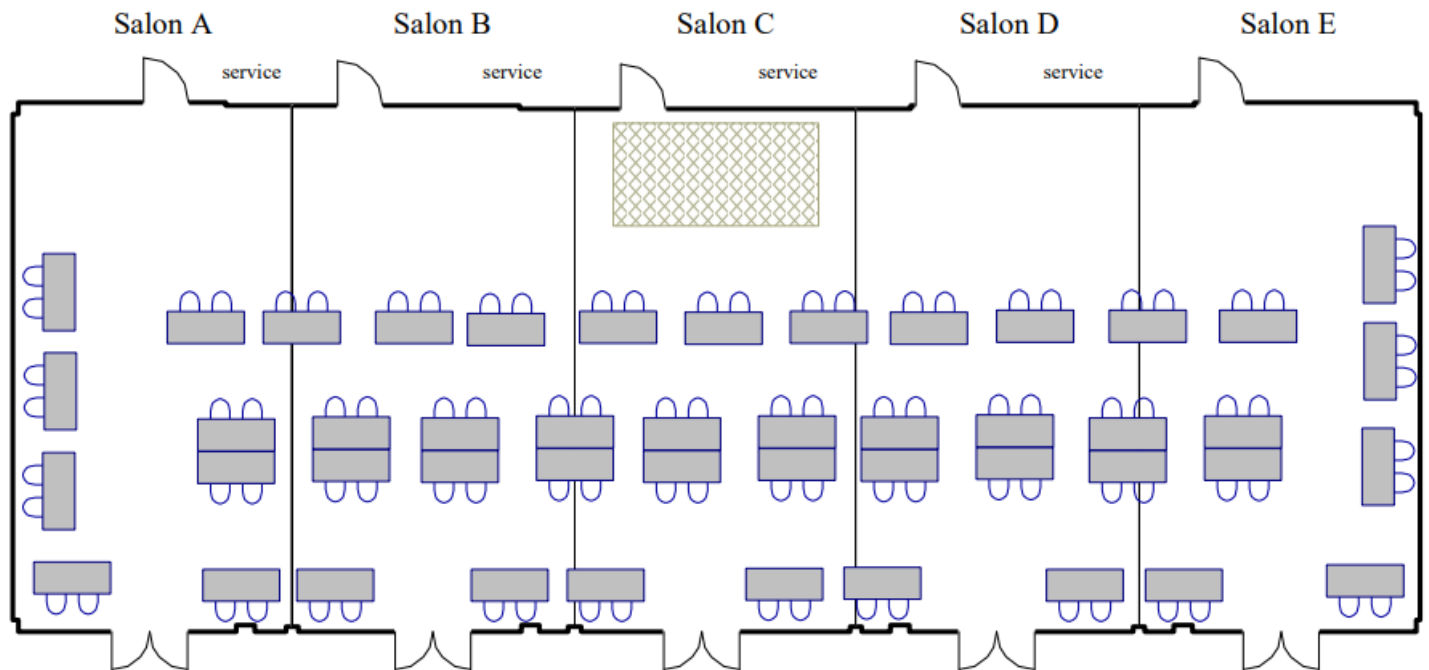 Salon A
Salon B
Salon C
Salon D
Salon E
service
service
service
service